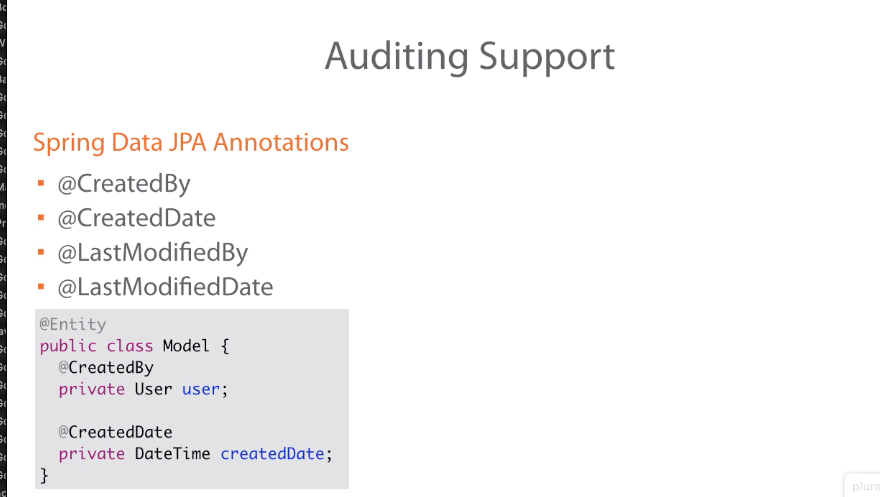 Auditing Support
Spring Data JPA Annotations
▪ @CreatedBy
▪ @CreatedDate
▪ @LastModifiedBy
▪ @LastModifiedDate
@Entity
public class Model {
  @CreatedBy
  private User user;

  @CreatedDate
  private DateTime createdDate;
}
plura